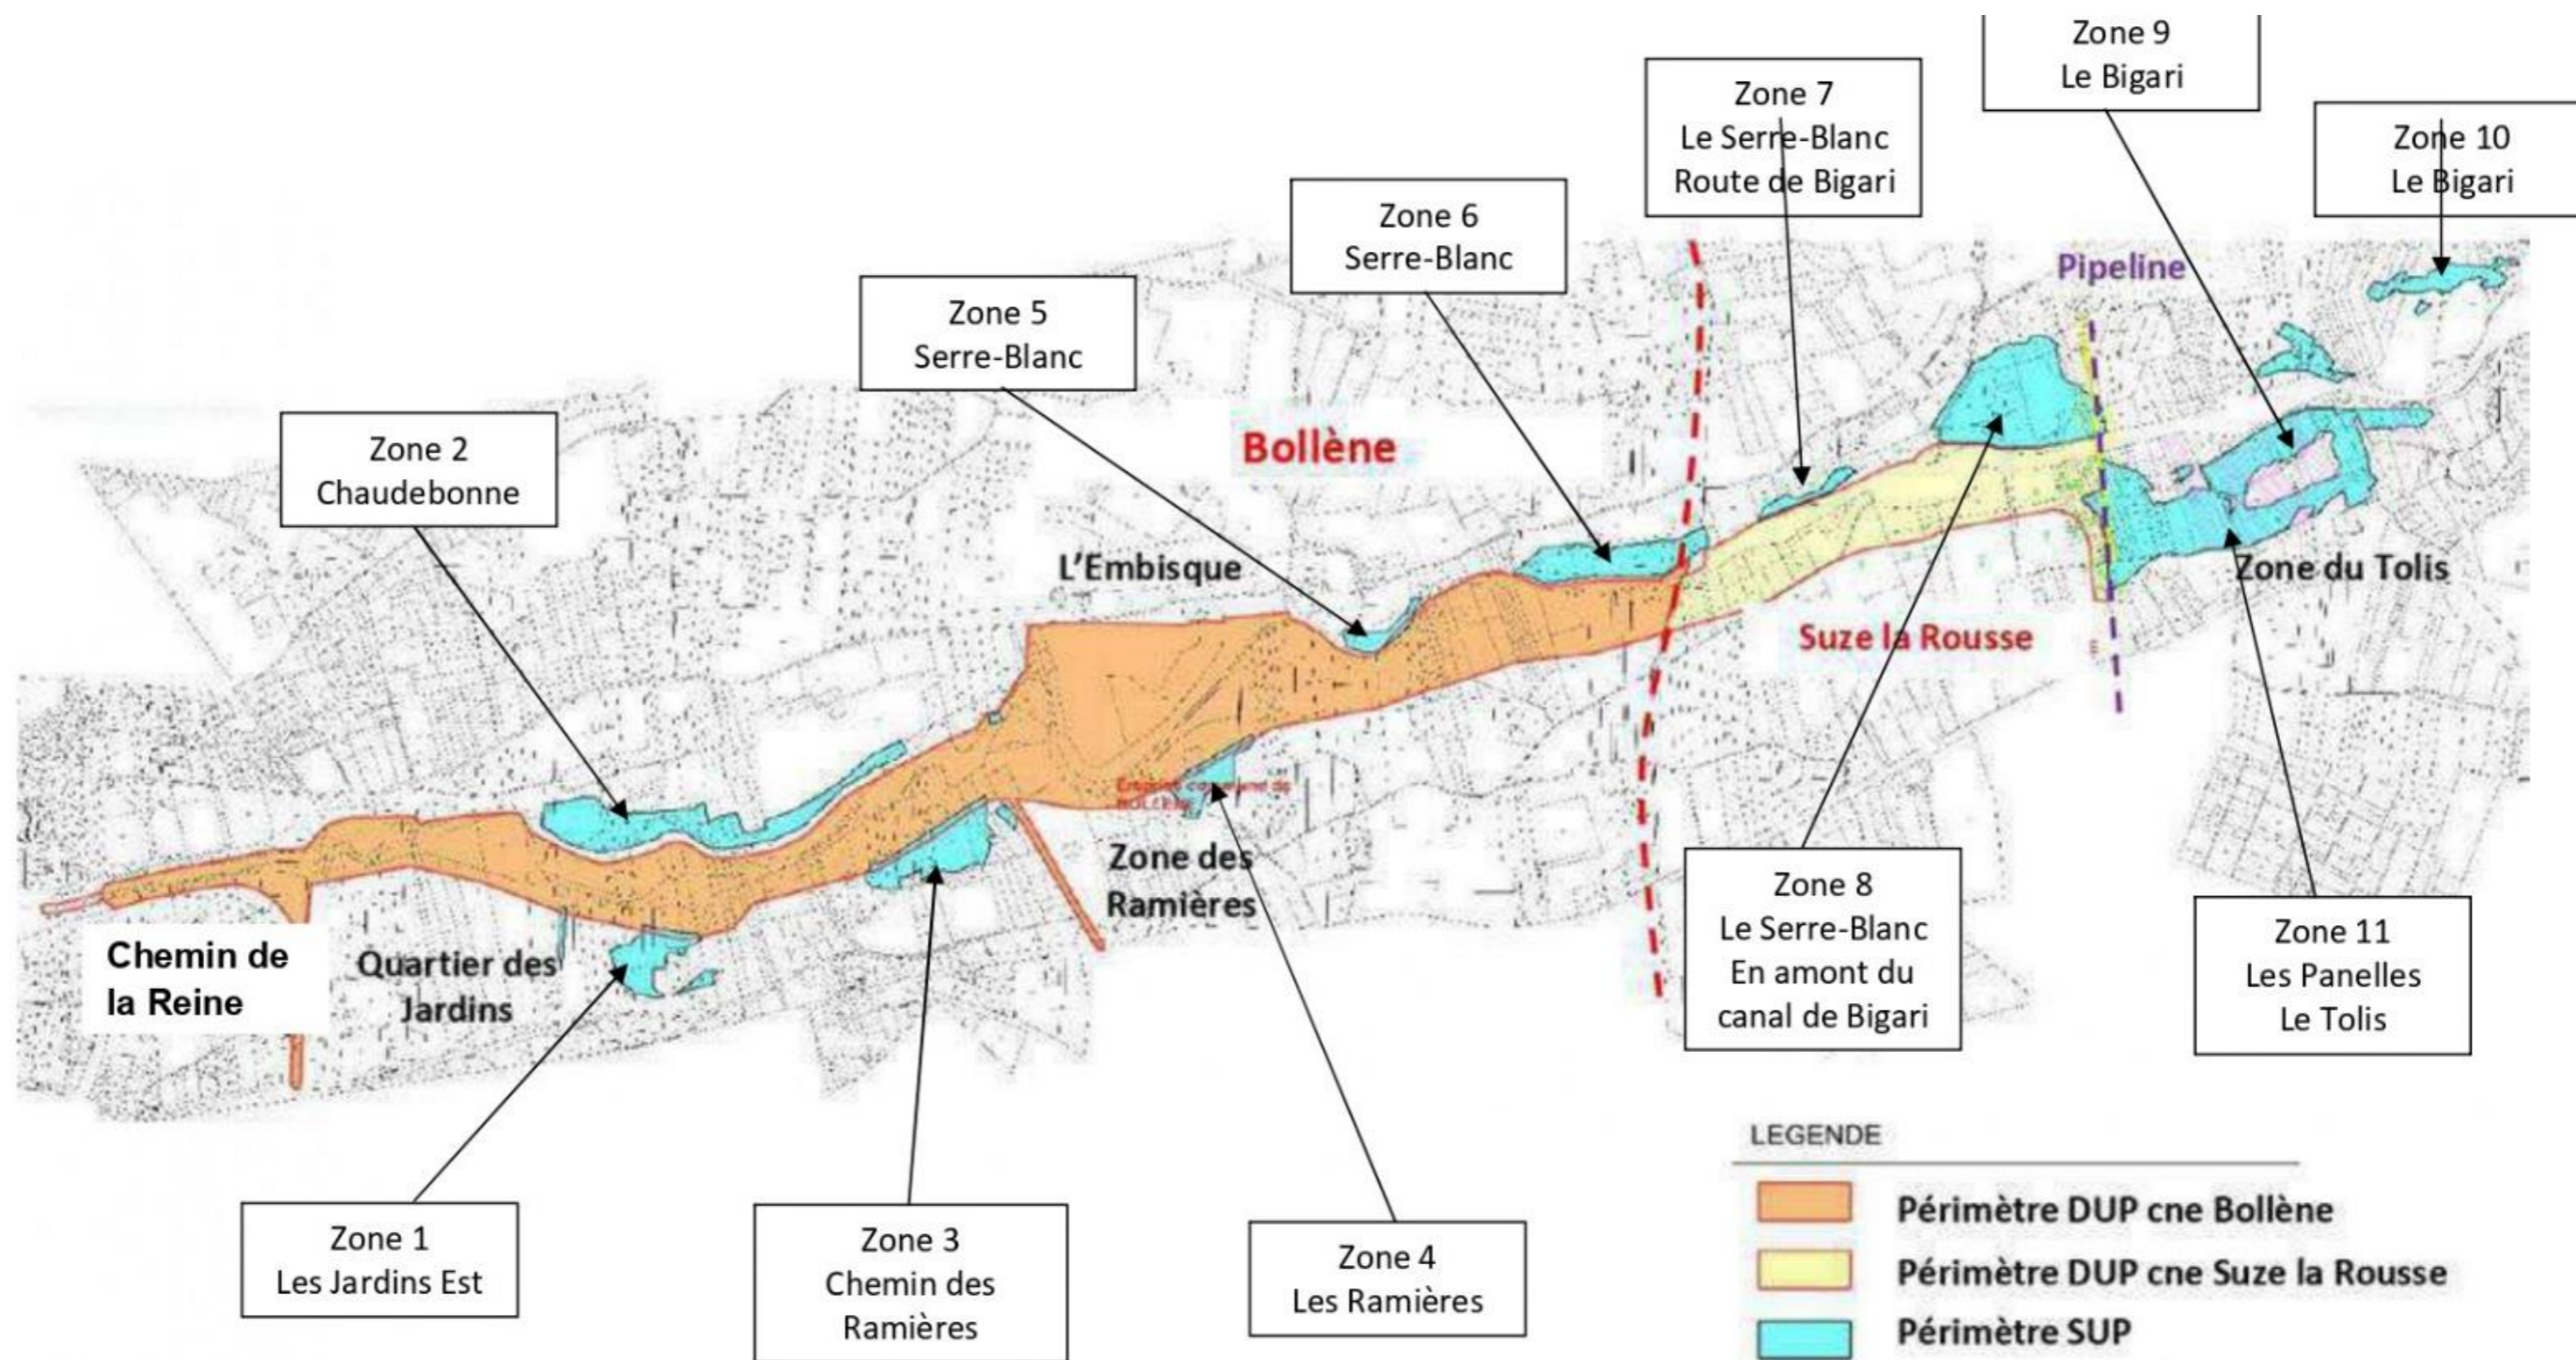 Zone 9
Le Bigari
Zone 7
Le Serre-Blanc
Route de Bigari
Zone 10
Le Bigari
Zone 6
Serre-Blanc
Pipeline
Zone 5
Serre-Blanc
Zone 2
Chaudebonne
Bollène
L'Embisque
Zone du Tolis
Suze la Rousse
Zone des
Ramières
Chemin de
la Reine
Quartier des
Jardins
Zone 8
Le Serre-Blanc
En amont du
canal de Bigari
Zone 11
Les Panelles
Le Tolis
Zone 1
Les Jardins Est
Zone 3
Chemin des
Ramières
Zone 4
Les Ramières
LEGENDE
Périmètre DUP cne Bollène
Périmètre DUP cne Suze la Rousse
Périmètre SUP